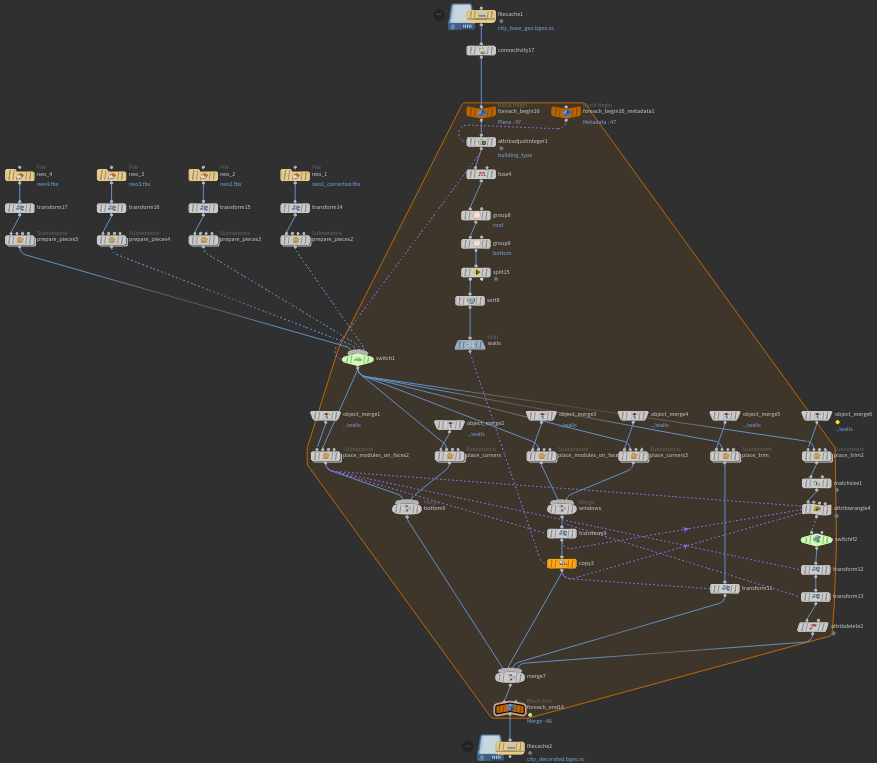 filecache1
city_base_geo.bgeo.sc
connectivity17
Block Begin
foreach_begin16
Piece : 47
Block Begin
foreach_begin16_metadata1
Metadata : 47
attribadjustinteger1
building_type
fuse4
File
neo_4
neo4.fbx
File
neo_3
neo3.fbx
File
neo_2
neo2.fbx
File
neo_1
neo1_corrected.fbx
transform17
transform16
transform15
transform14
group8
roof
Subnetwork
prepare_pieces5
Subnetwork
prepare_pieces4
Subnetwork
prepare_pieces3
Subnetwork
prepare_pieces2
group9
bottom
split15
sort8
Null
walls
switch1
object_merge1
../walls
object_merge2
../walls
object_merge3
../walls
object_merge4
../walls
object_merge5
../walls
object_merge6
../walls
Subnetwork
place_modules_on_faces2
Subnetwork
place_corners
Subnetwork
place_modules_on_face
Subnetwork
place_corners3
Subnetwork
place_trim
Subnetwork
place_trim2
matchsize1
Merge
bottom6
Merge
windows
attribwrangle4
switchif2
copy3
transform12
transform13
attribdelete2
merge7
Block End
foreach_end16
Merge : 48
filecache2
city_decorated.bgeo.sc